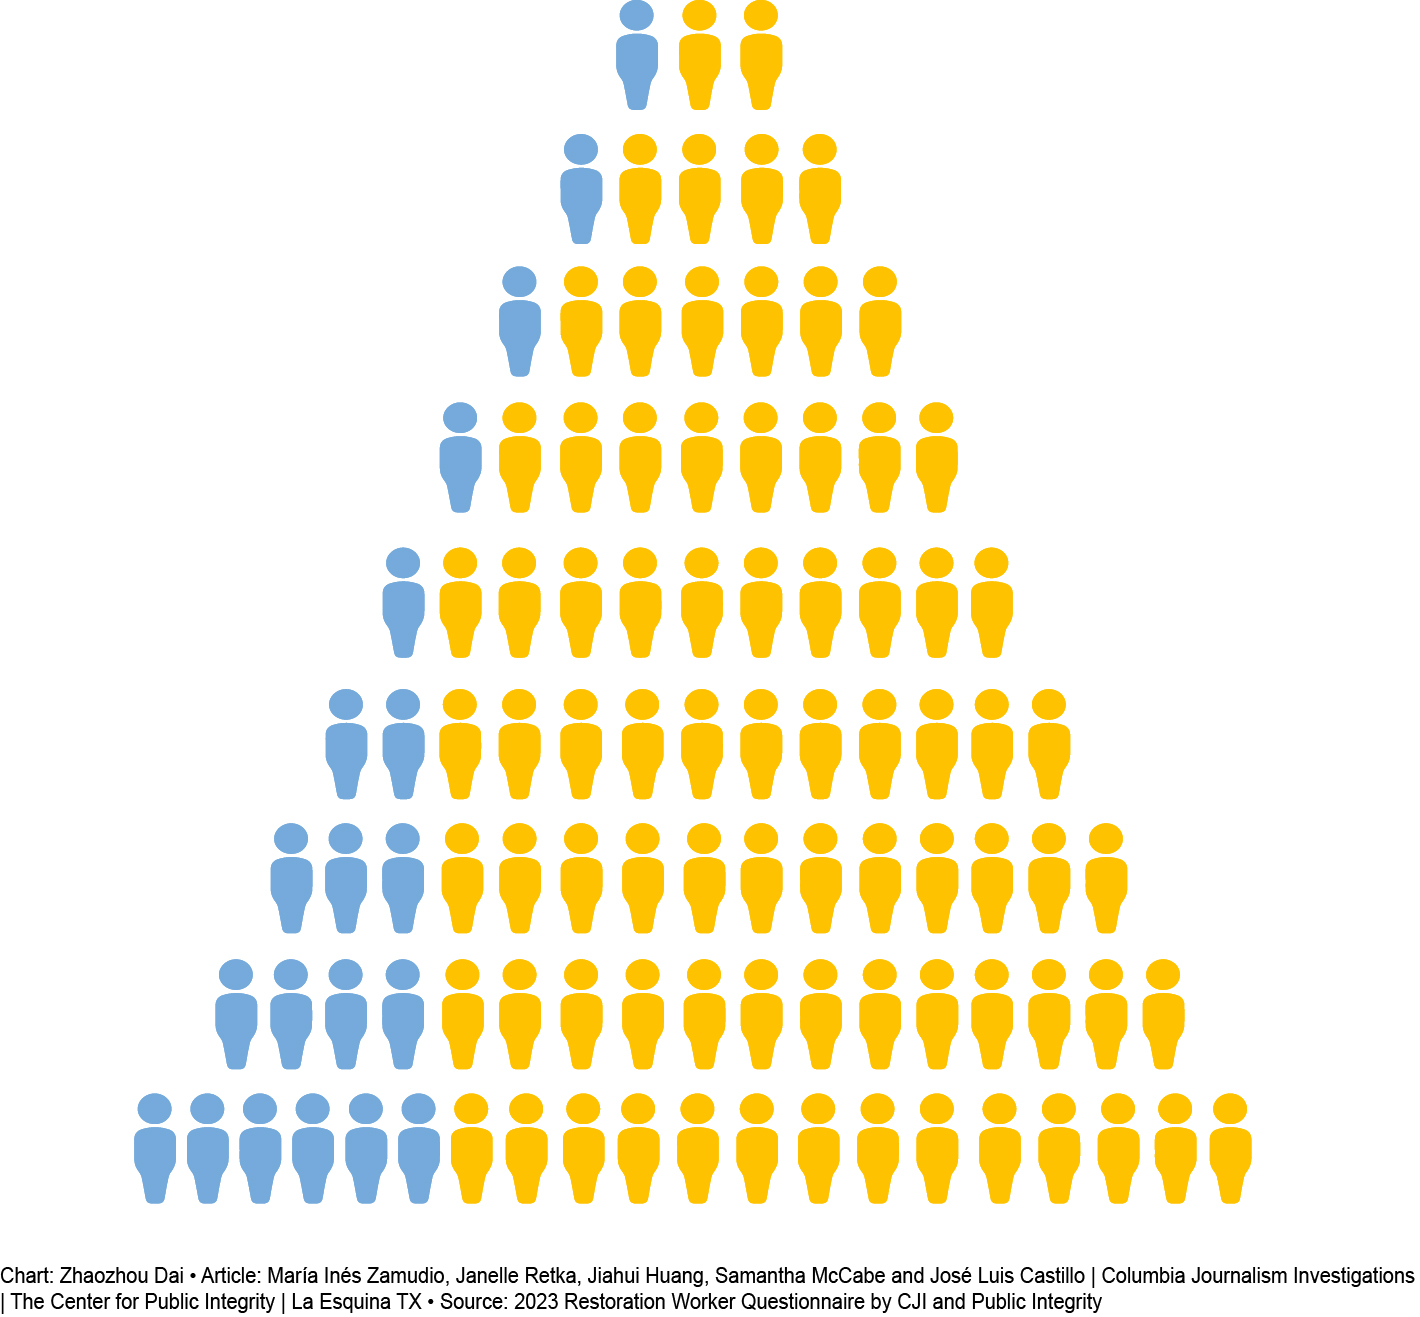 Chart: Zhaozhou Dai • Article: María Inés Zamudio, Janelle Retka, Jiahui Huang, Samantha McCabe and José Luis Castillo | Columbia Journalism Investigations
| The Center for Public Integrity | La Esquina TX • Source: 2023 Restoration Worker Questionnaire by CJI and Public Integrity